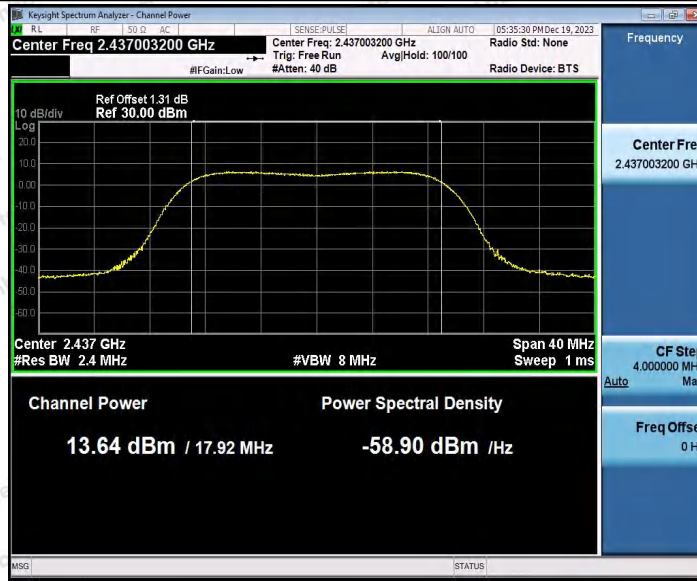 Keysight Spectrum Analyzer - Channel Power
RL RF 50 Ω AC SENSE:PULSE ALIGN AUTO 05:35:30 PM Dec 19, 2023
Center Freq 2.437003200 GHz
Center Freq: 2.437003200 GHz
Radio Std: None
Trig: Free Run Avg|Hold: 100/100
#IFGain:Low #Atten: 40 dB Radio Device: BTS
Frequency
Ref Offset 1.31 dB
10 dB/div Ref 30.00 dBm
Log
20.0
10.0
0.00
-10.0
-20.0
-30.0
-40.0
-50.0
-60.0
Center 2.437 GHz Span 40 MHz
#Res BW 2.4 MHz #VBW 8 MHz Sweep 1 ms
Channel Power Power Spectral Density
13.64 dBm / 17.92 MHz -58.90 dBm /Hz
Center Fre
2.437003200 GH
CF Ste
4.000000 MH
Auto Ma
Freq Offse
0 H
MSG STATUS